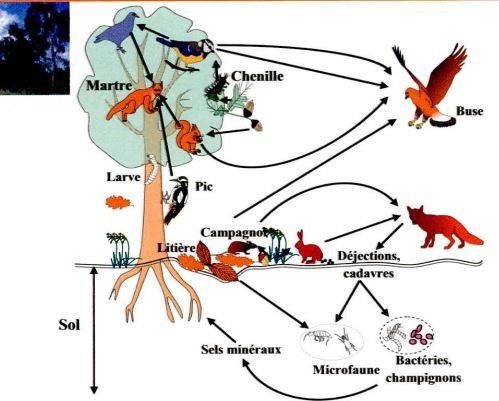 Martre
Chenille
Buse
Larve
Pic
Campagnol
Litière
Déjections,
cadavres
Sol
Sels minéraux
Microfaune
Bactéries,
champignons